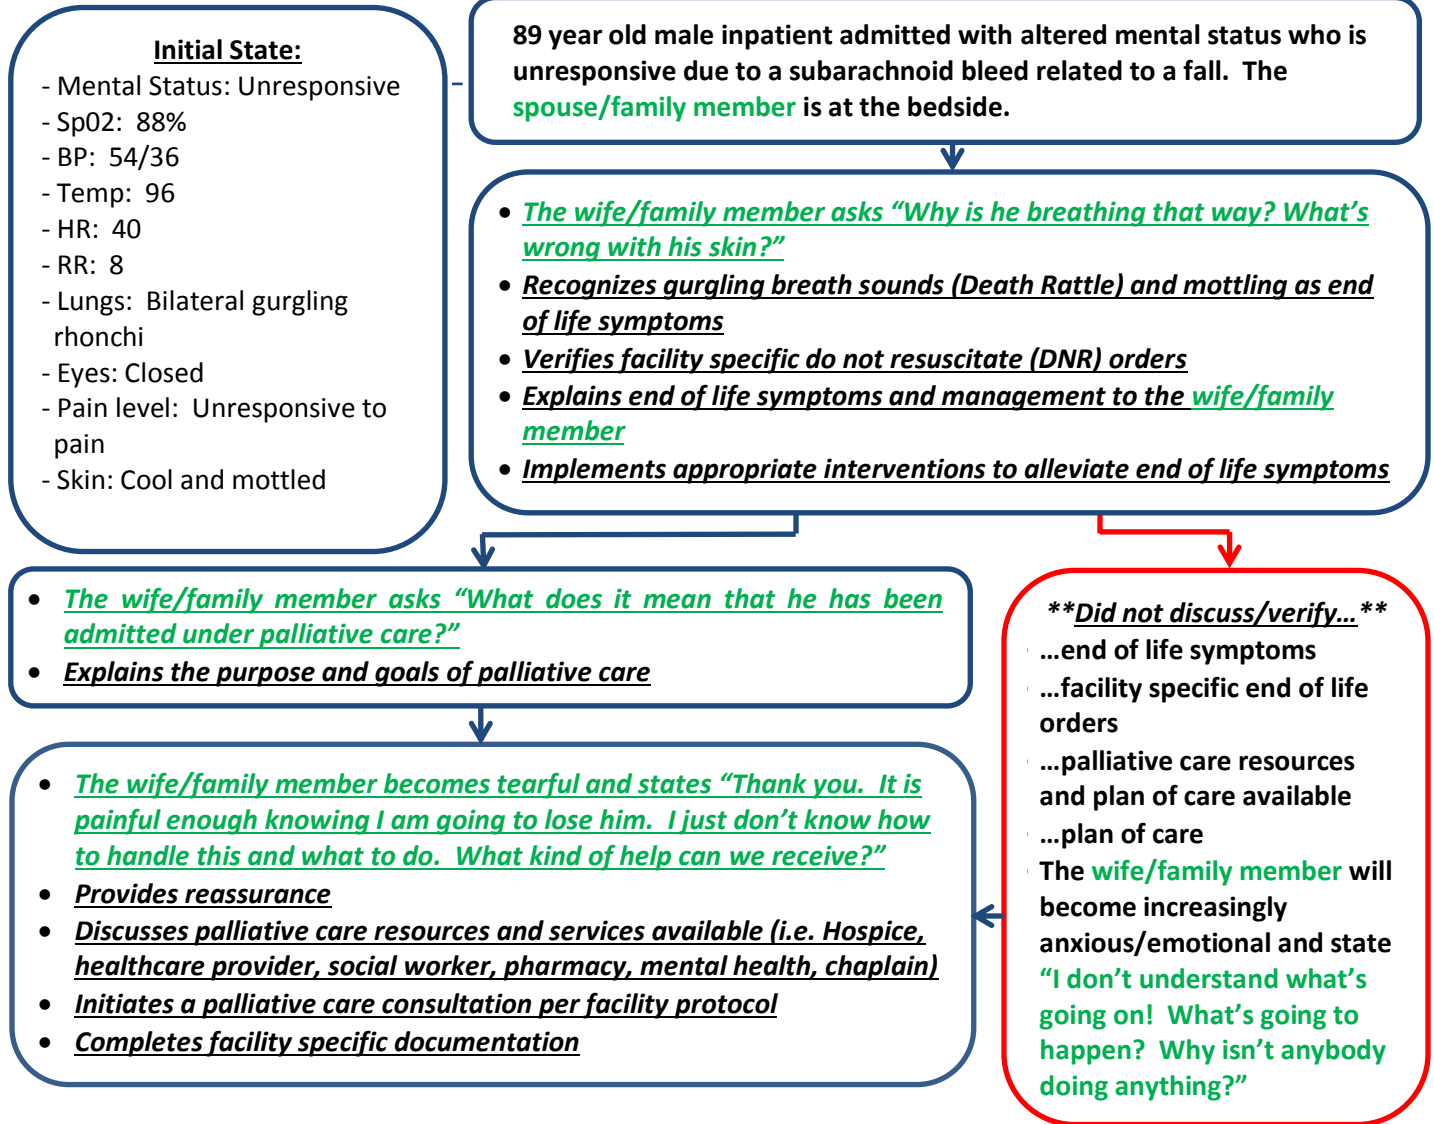 Initial State:
- Mental Status: Unresponsive
- Sp02: 88%
- BP: 54/36
- Temp: 96
- HR: 40
- RR: 8
- Lungs: Bilateral gurgling
rhonchi
- Eyes: Closed
- Pain level: Unresponsive to
pain
- Skin: Cool and mottled
89 year old male inpatient admitted with altered mental status who is
unresponsive due to a subarachnoid bleed related to a fall. The
spouse/family member is at the bedside.
• The wife/family member asks “Why is he breathing that way? What’s
wrong with his skin?”
• Recognizes gurgling breath sounds (Death Rattle) and mottling as end
of life symptoms
• Verifies facility specific do not resuscitate (DNR) orders
• Explains end of life symptoms and management to the wife/family
member
• Implements appropriate interventions to alleviate end of life symptoms
• The wife/family member asks “What does it mean that he has been
admitted under palliative care?”
• Explains the purpose and goals of palliative care
• The wife/family member becomes tearful and states “Thank you. It is
painful enough knowing I am going to lose him. I just don’t know how
to handle this and what to do. What kind of help can we receive?”
• Provides reassurance
• Discusses palliative care resources and services available (i.e. Hospice,
healthcare provider, social worker, pharmacy, mental health, chaplain)
• Initiates a palliative care consultation per facility protocol
• Completes facility specific documentation
**Did not discuss/verify…**
…end of life symptoms
…facility specific end of life
orders
…palliative care resources
and plan of care available
…plan of care
The wife/family member will
become increasingly
anxious/emotional and state
“I don’t understand what’s
going on! What’s going to
happen? Why isn’t anybody
doing anything?”